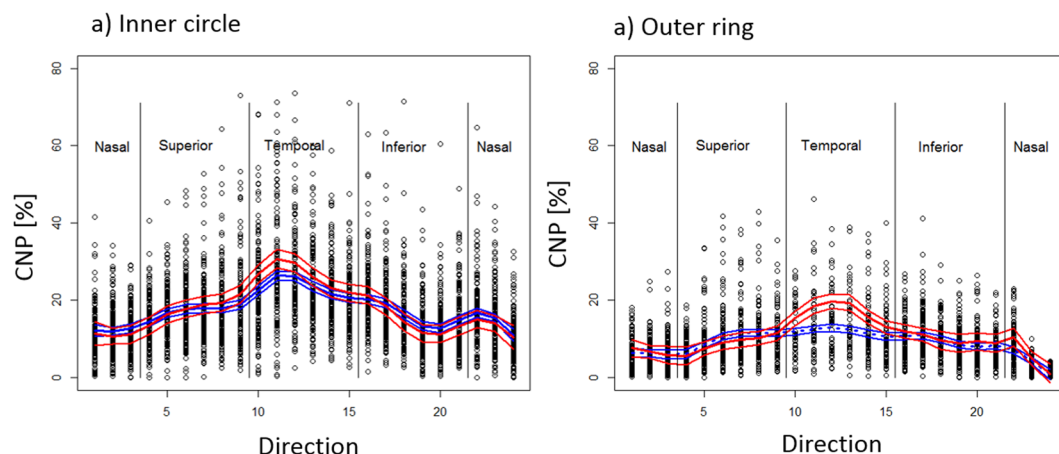 a) Inner circle
80
60
40
20
0
CNP [%]
Nasal
Superior
Temporal
Inferior
Nasal
5
10
15
20
Direction
a) Outer ring
80
60
40
20
0
CNP [%]
Nasal
Superior
Temporal
Inferior
Nasal
5
10
15
20
Direction